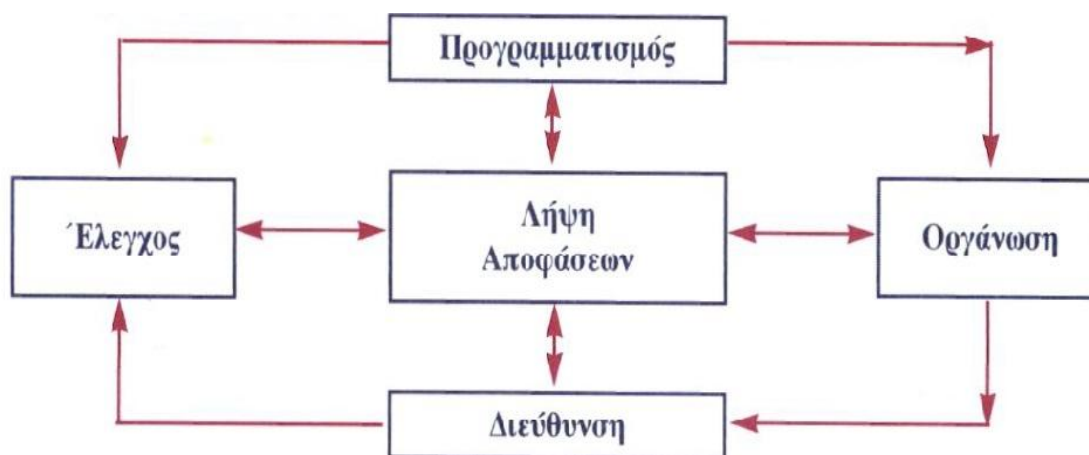 Προγραμματισμός
Έλεγχος
Λήψη
Αποφάσεων
Οργάνωση
Διεύθυνση